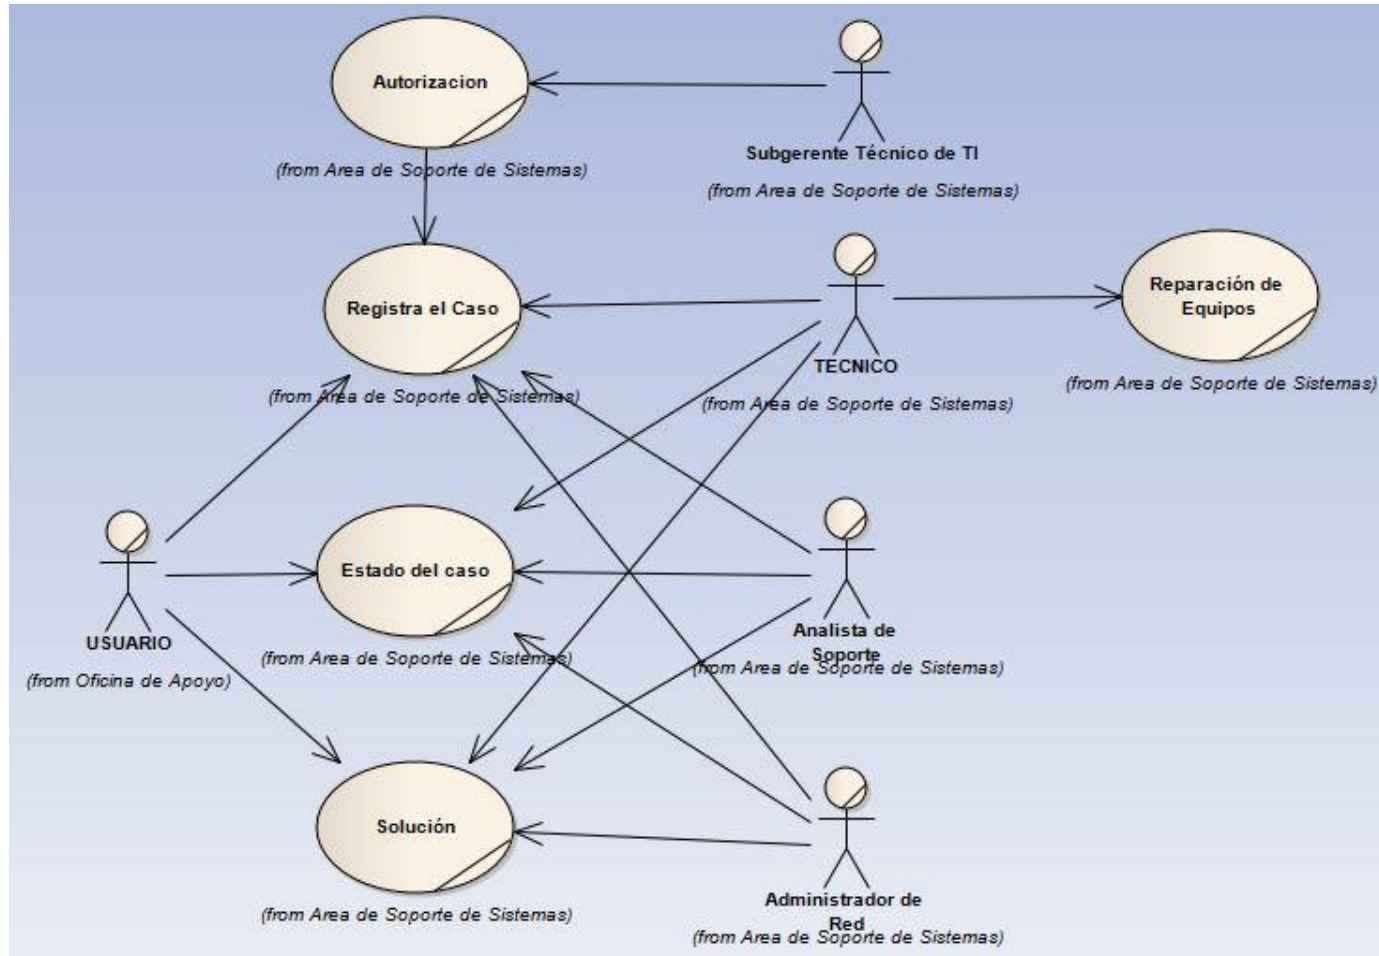 Autorizacion
(from Area de Soporte de Sistemas)
Subgerente Técnico de TI
(from Area de Soporte de Sistemas)
Registra el Caso
(from Area de Soporte de Sistemas)
TECNICO
(from Area de Soporte de Sistemas)
Reparación de
Equipos
(from Area de Soporte de Sistemas)
USUARIO
(from Oficina de Apoyo)
Estado del caso
(from Area de Soporte de Sistemas)
Analista de
Soporte
(from Area de Soporte de Sistemas)
Solución
(from Area de Soporte de Sistemas)
Administrador de
Red
(from Area de Soporte de Sistemas)